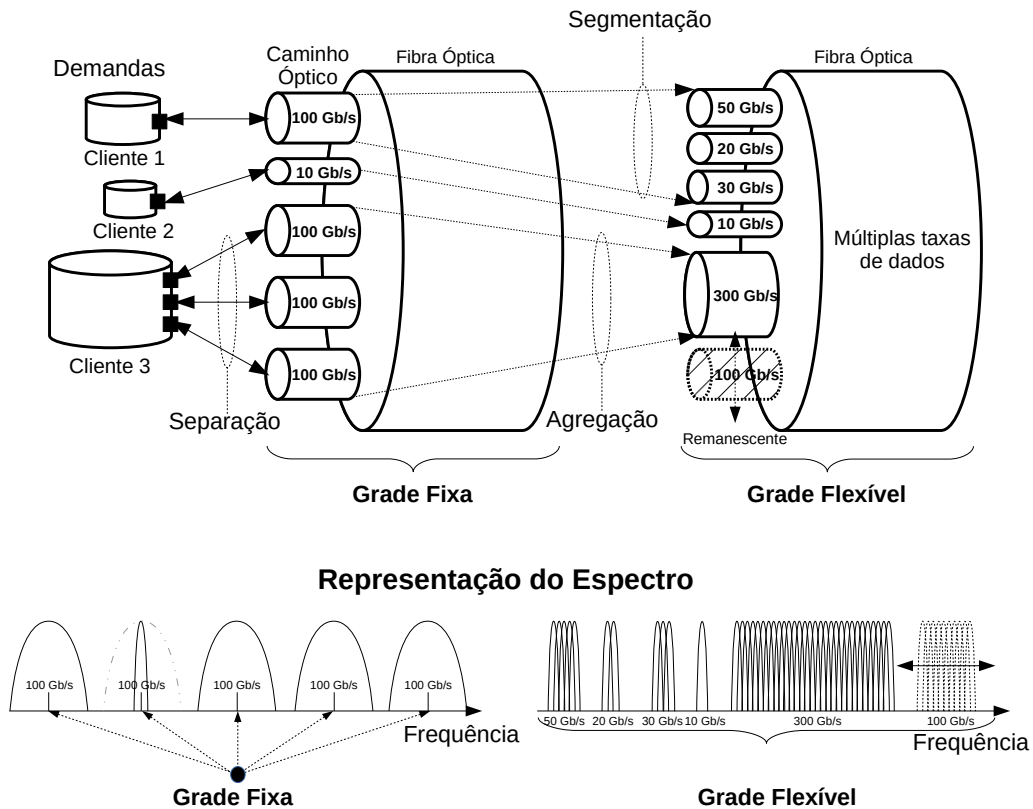 Segmentação
Demandas
Caminho
Óptico
Fibra Óptica
Fibra Óptica
Cliente 1
100 Gb/s
50 Gb/s
20 Gb/s
10 Gb/s
30 Gb/s
Cliente 2
100 Gb/s
10 Gb/s
Múltiplas taxas
de dados
100 Gb/s
300 Gb/s
Cliente 3
100 Gb/s
100 Gb/s
Separação
Agregação
Remanescente
Grade Fixa
Grade Flexível
Representação do Espectro
100 Gb/s
100 Gb/s
100 Gb/s
100 Gb/s
100 Gb/s
Frequência
Grade Fixa
50 Gb/s
20 Gb/s
30 Gb/s
10 Gb/s
300 Gb/s
100 Gb/s
Frequência
Grade Flexível